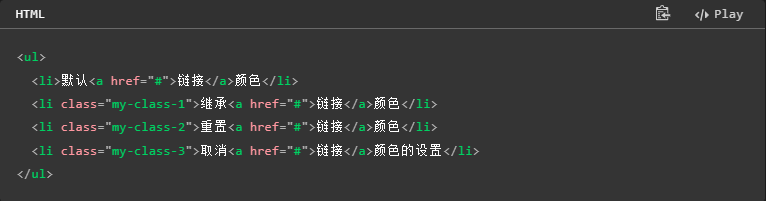 HTML </> Play
<ul>
  <li>默认<a href="#">链接</a>颜色</li>
  <li class="my-class-1">继承<a href="#">链接</a>颜色</li>
  <li class="my-class-2">重置<a href="#">链接</a>颜色</li>
  <li class="my-class-3">取消<a href="#">链接</a>颜色的设置</li>
</ul>